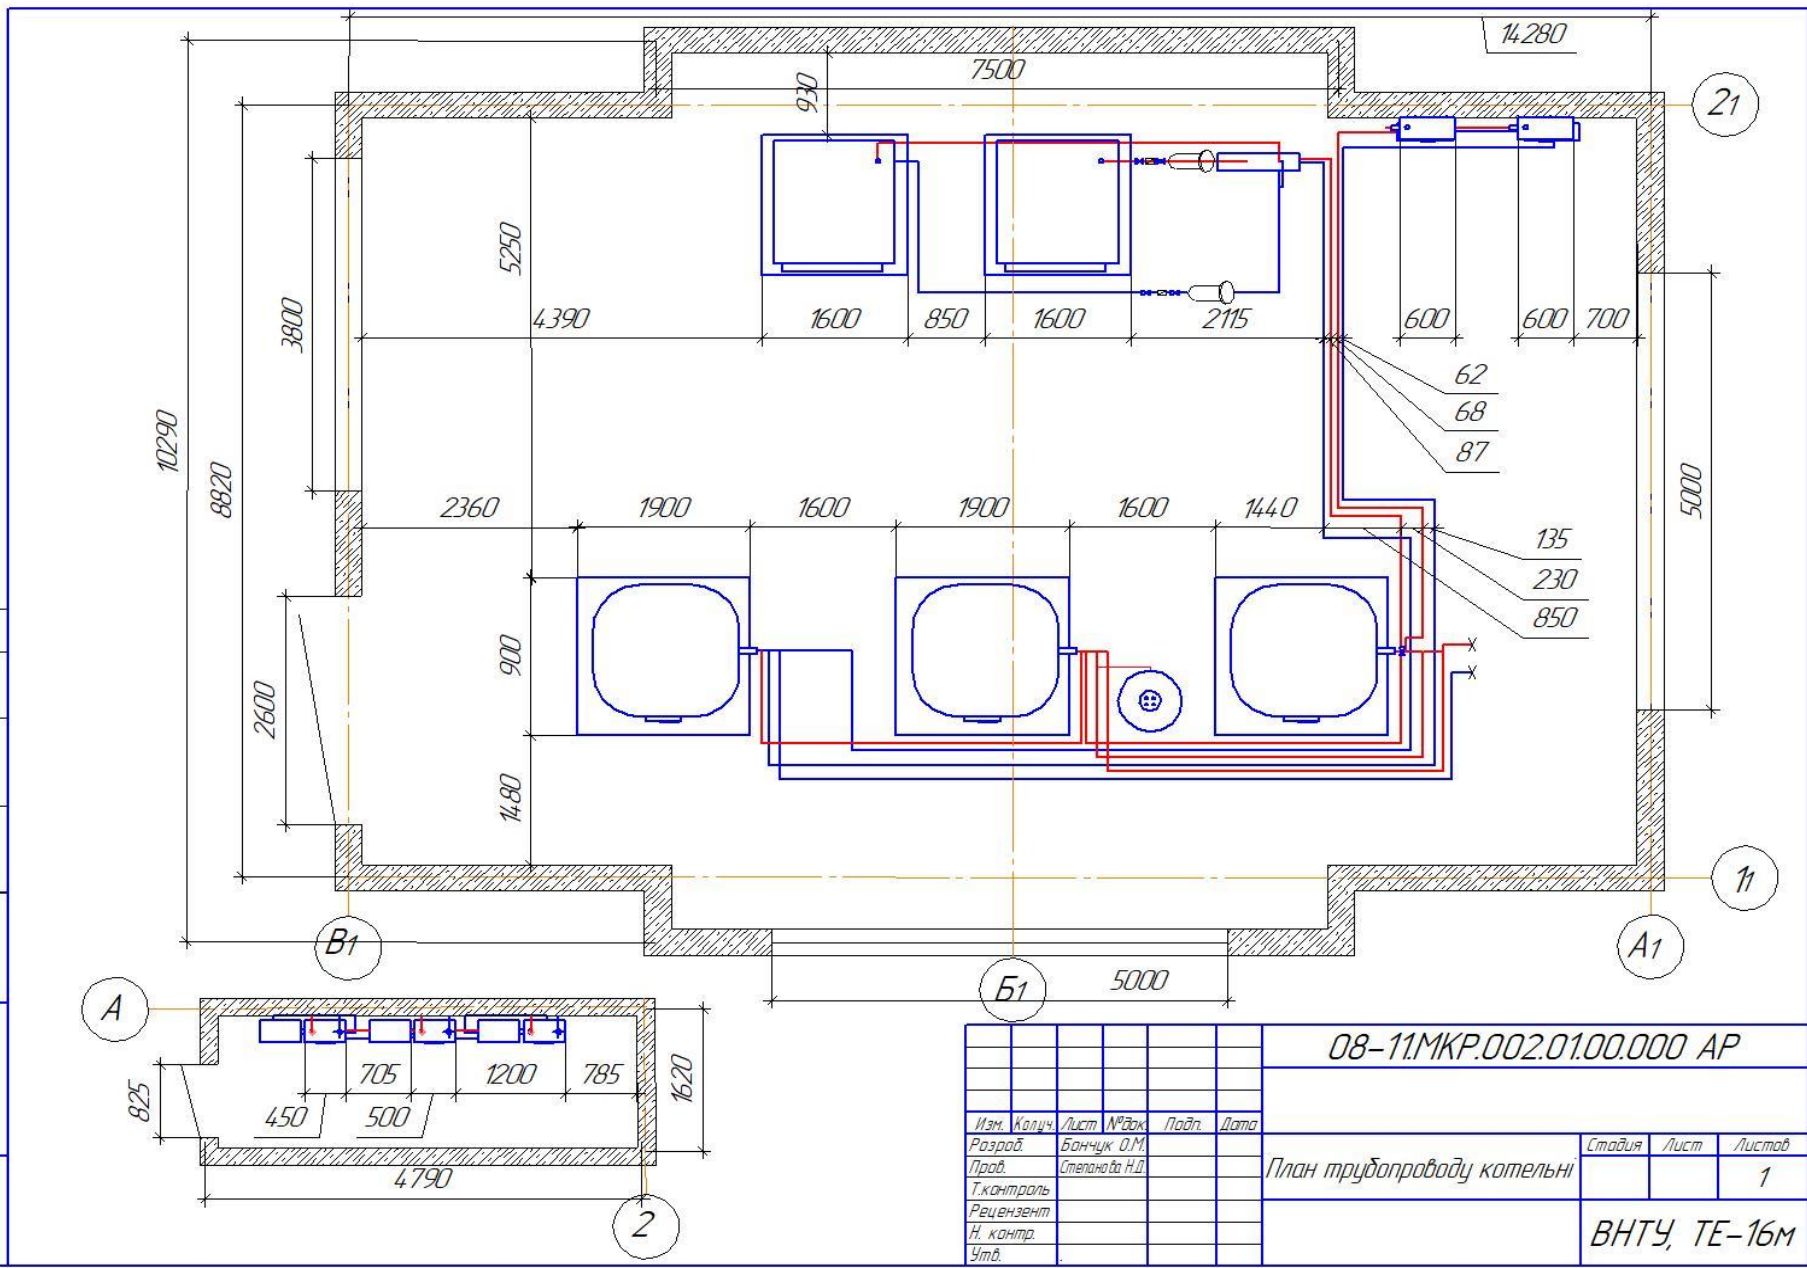 14280
7500
930
21
5250
3800
4390
1600
850
1600
2115
600
600
700
62
68
87
10290
8820
5000
2360
1900
1600
1900
1600
1440
135
230
850
900
2600
1480
11
В1
Б1
А1
5000
А
705
1200
785
450
500
825
1620
4790
2
08-11.МКР.002.01.00.000 АР
Изм. Колуч. Лист №док. Подп. Дата
Разроб. Бончук О.М.
Пров. Степанова Н.Д.
Т.контроль
Рецензент
Н. контр.
Утв.
План трубопроводу котельні
Стадия Лист Листов
1
ВНТУ, ТЕ-16м